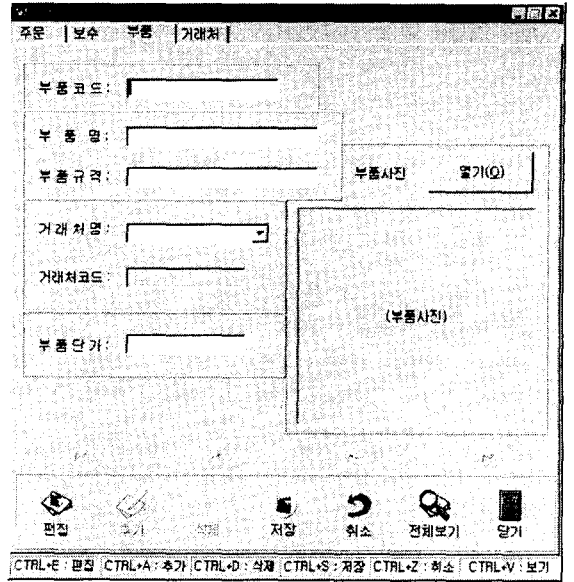 주문 보수 부품 거래처
부품코드:
부 품 명:
부품규격:
부품사진 열기(O)
거래처명:
거래처코드:
(부품사진)
부품단가:
편집 추가 삭제 저장 취소 전체보기 닫기
CTRL+E : 편집 CTRL+A : 추가 CTRL+D : 삭제 CTRL+S : 저장 CTRL+Z : 취소 CTRL+V : 보기